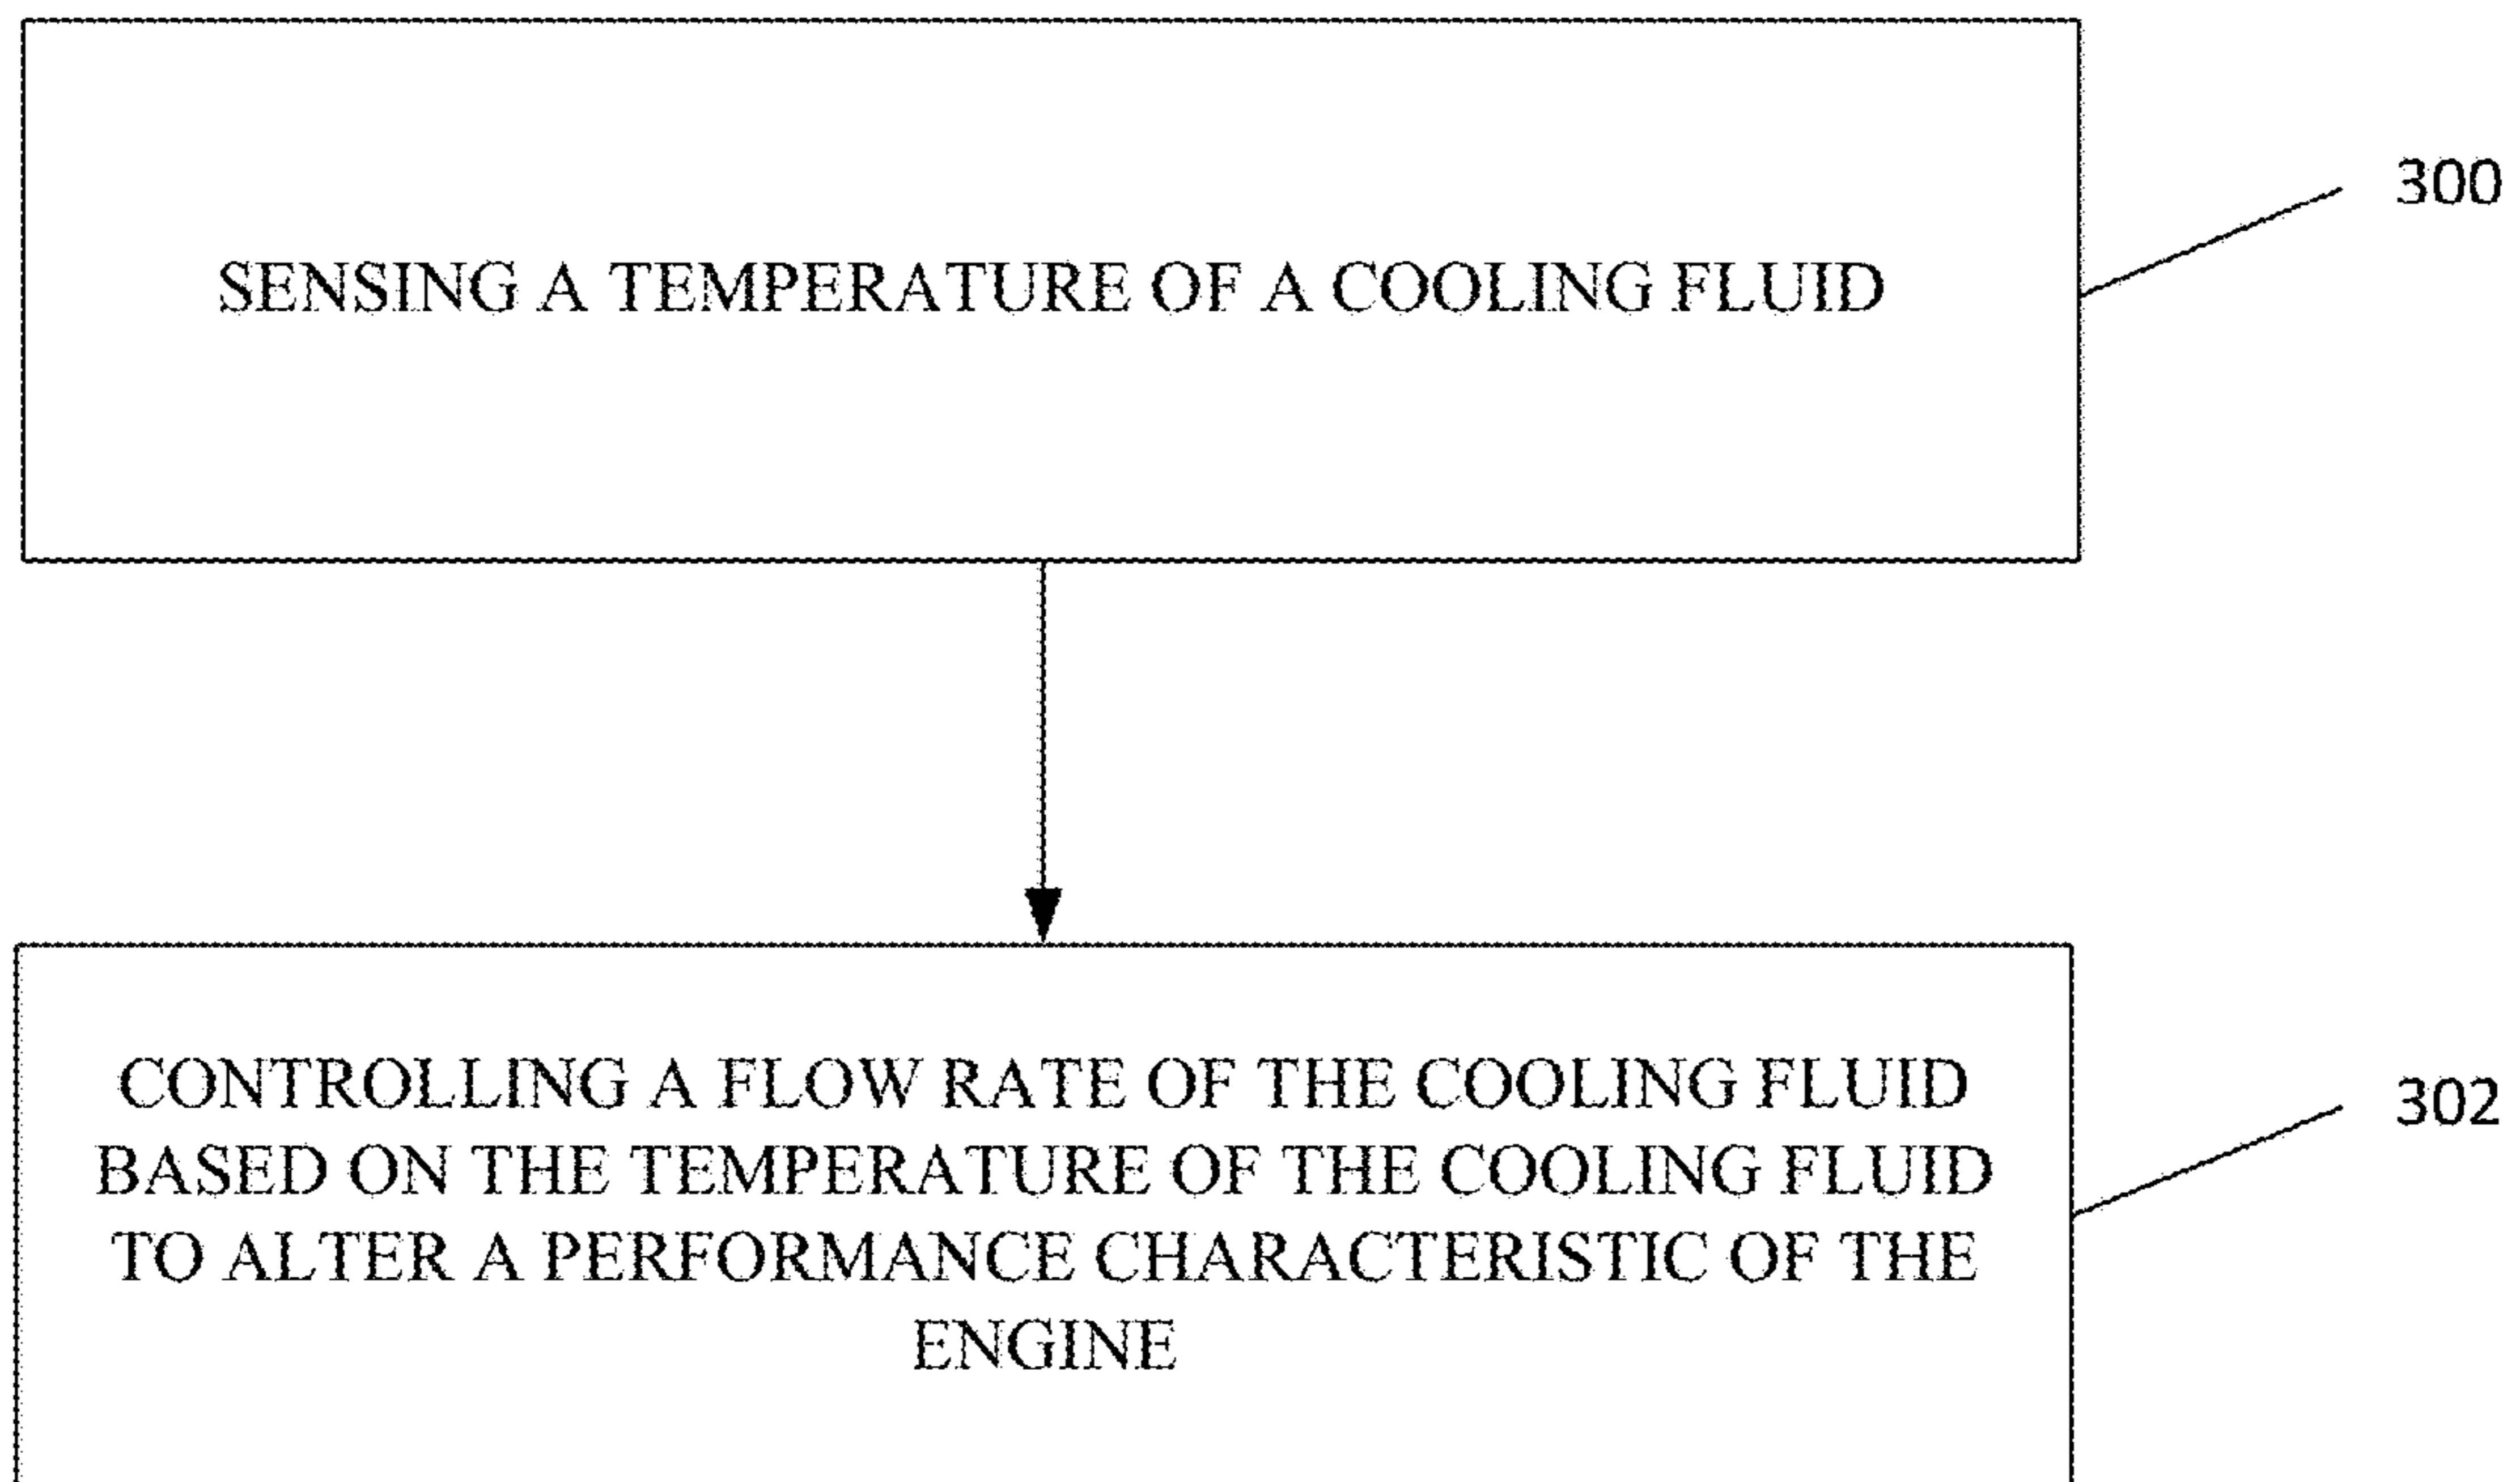 300
SENSING A TEMPERATURE OF A COOLING FLUID
CONTROLLING A FLOW RATE OF THE COOLING FLUID
302
BASED ON THE TEMPERATURE OF THE COOLING FLUID
TO ALTER A PERFORMANCE CHARACTERISTIC OF THE
ENGINE